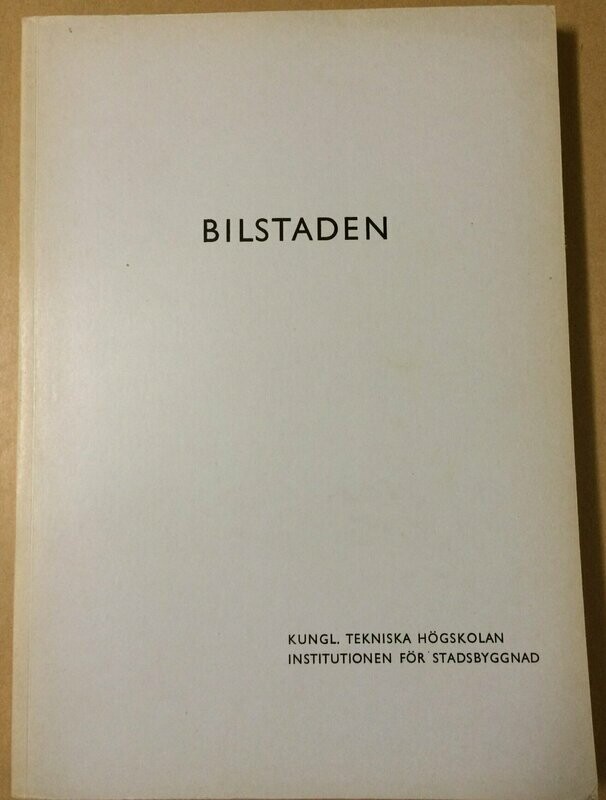 BILSTADEN
KUNGL. TEKNISKA HÖGSKOLAN
INSTITUTIONEN FÖR STADSBYGGNAD